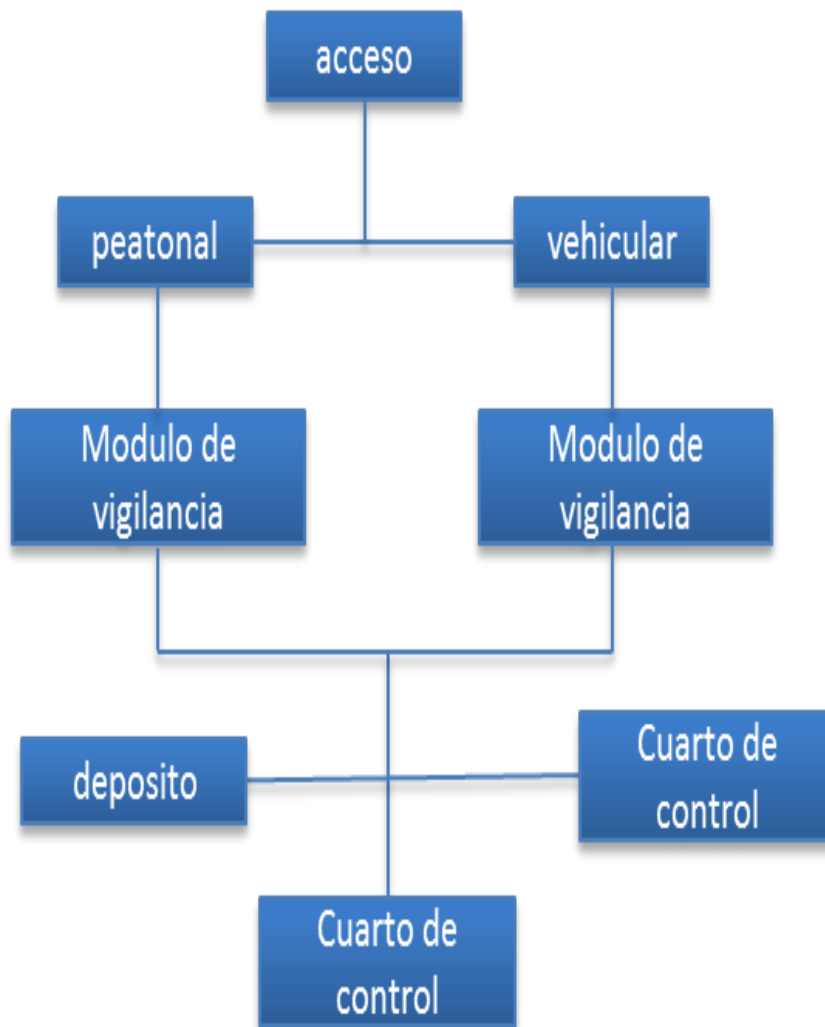 acceso
peatonal
vehicular
Modulo de
vigilancia
Modulo de
vigilancia
deposito
Cuarto de
control
Cuarto de
control